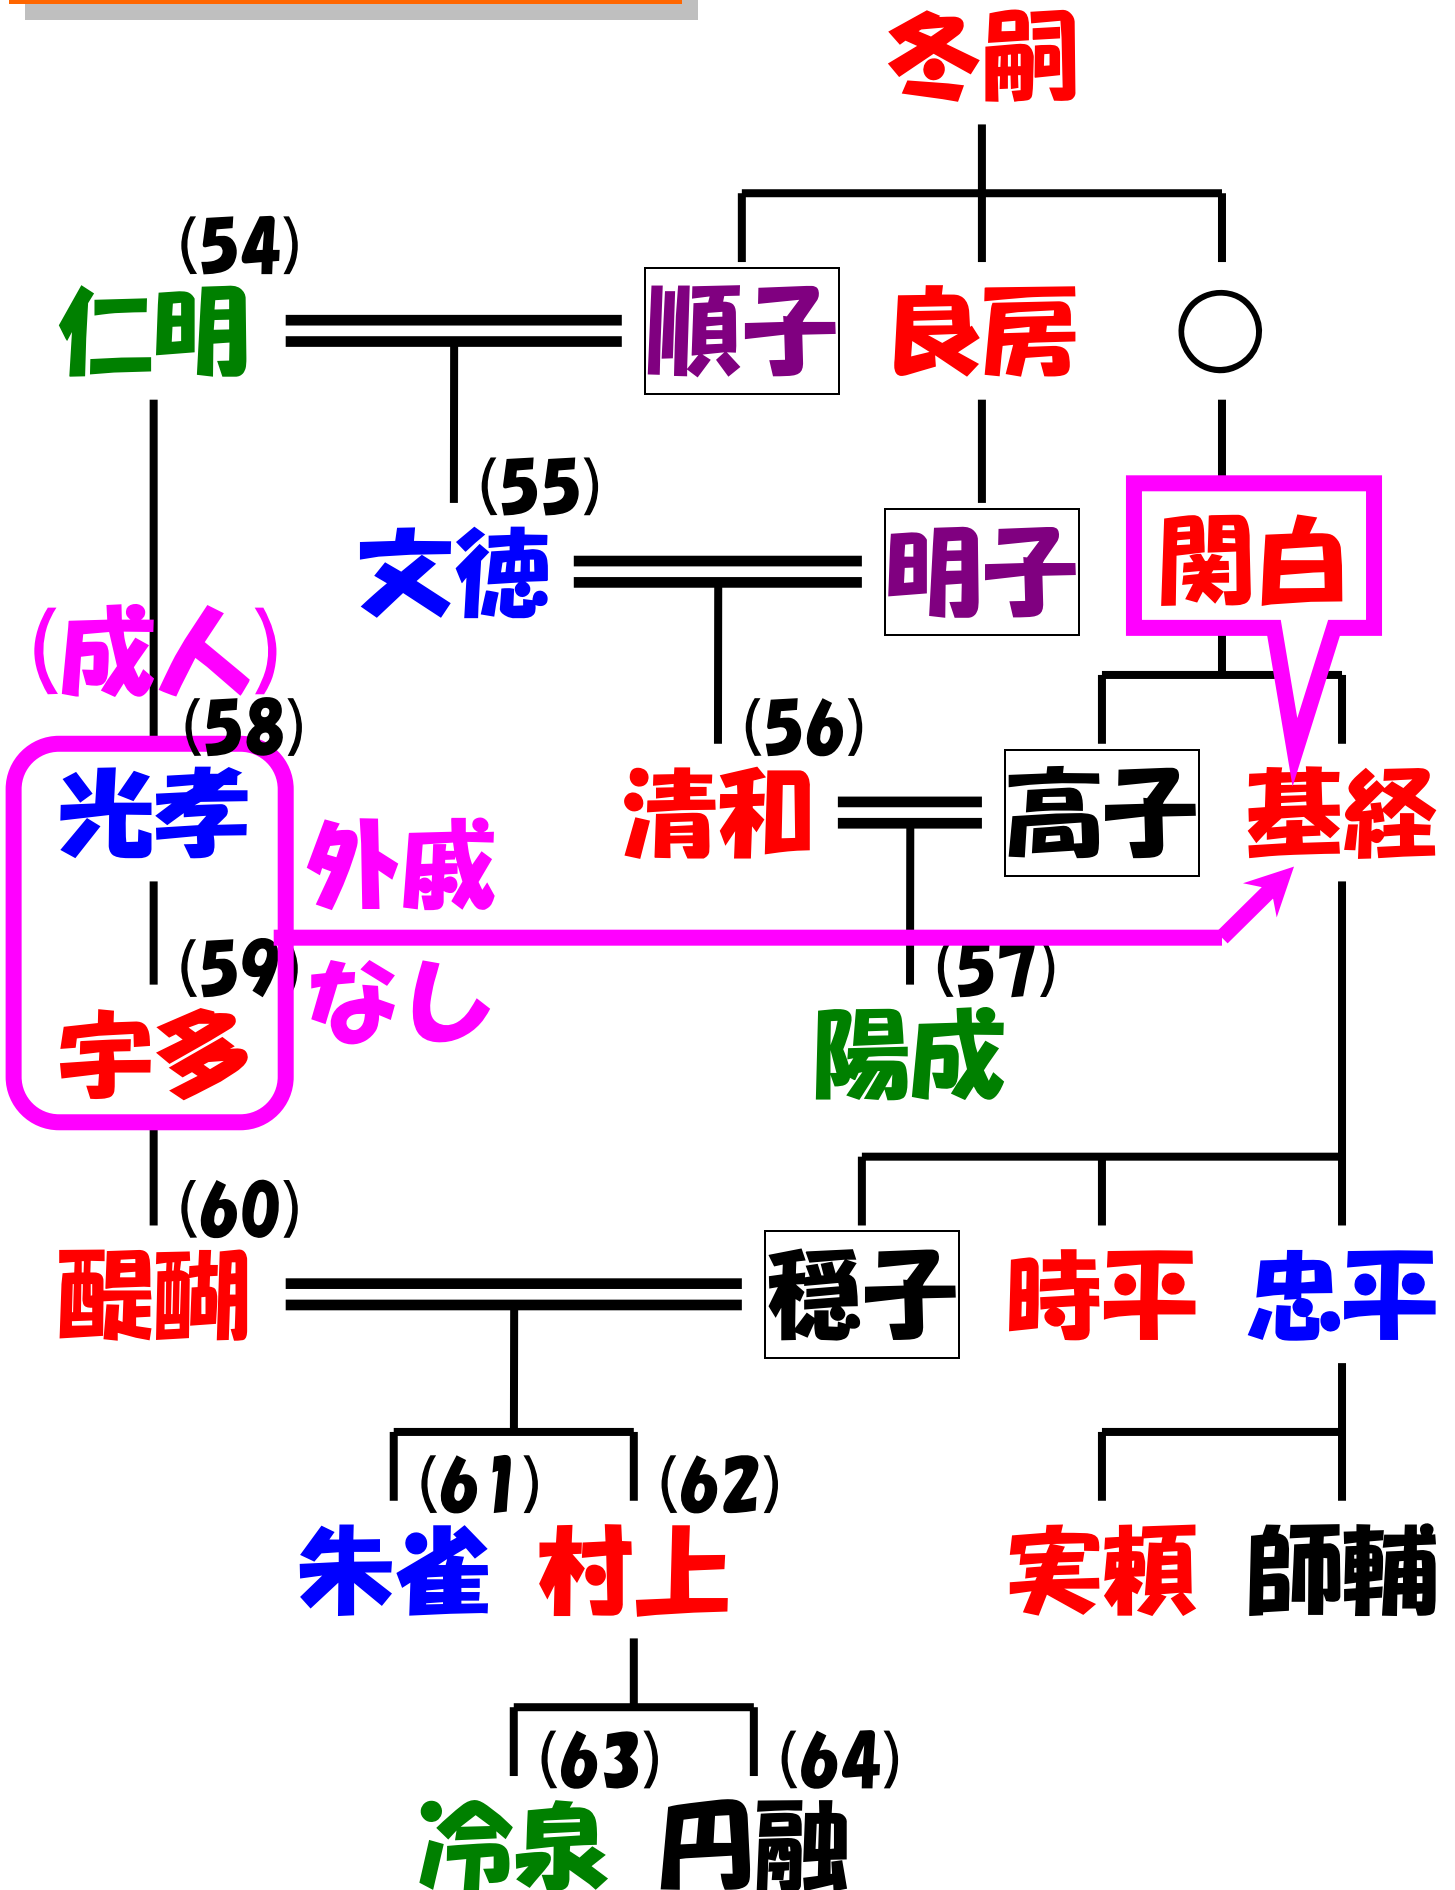 冬嗣
(54)
仁明
順子
良房
○
(55)
文徳
明子
関白
(成人)
(58)
光孝
(56)
清和
高子
基経
外戚
なし
(59)
宇多
(57)
陽成
(60)
醍醐
穏子
時平
忠平
(61)
朱雀
(62)
村上
実頼
師輔
(63)
冷泉
(64)
円融